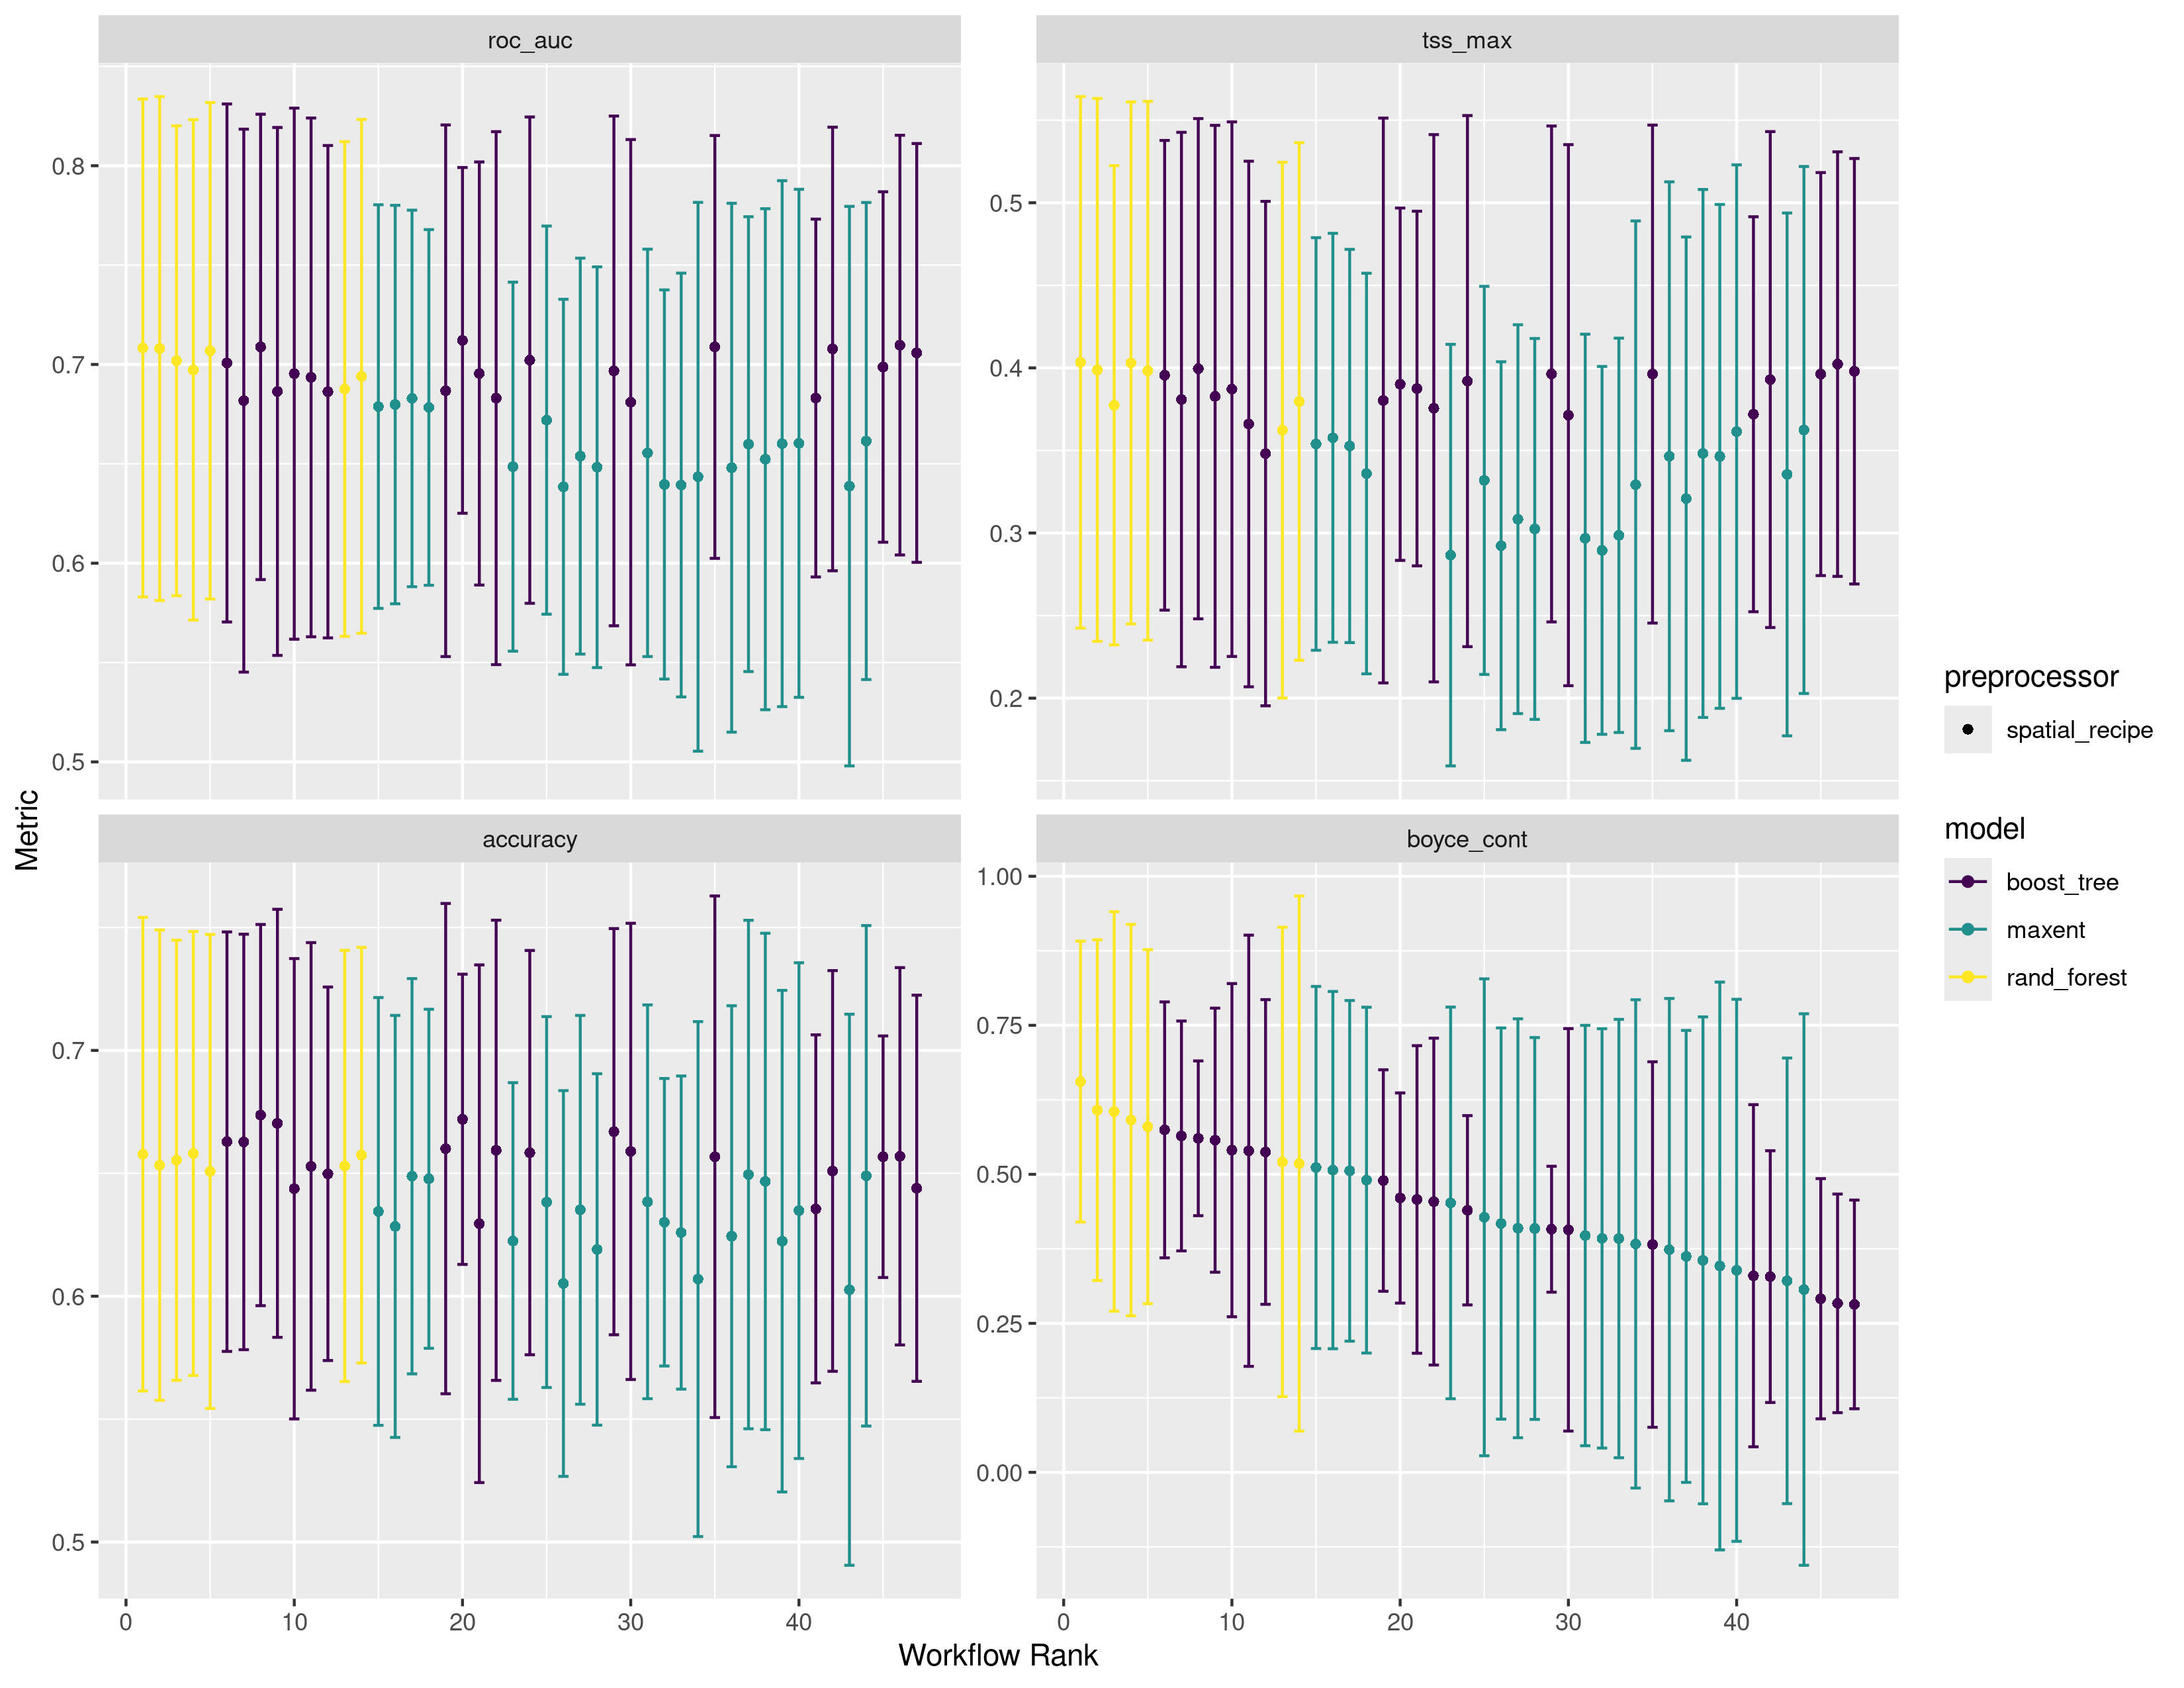 roc_auc
tss_max
0.8
0.7
0.6
0.5
0.5
0.4
0.3
0.2
Metric
accuracy
boyce_cont
0.7
0.6
0.5
1.00
0.75
0.50
0.25
0.00
0 10 20 30 40
0 10 20 30 40
Workflow Rank
preprocessor
spatial_recipe
model
boost_tree
maxent
rand_forest